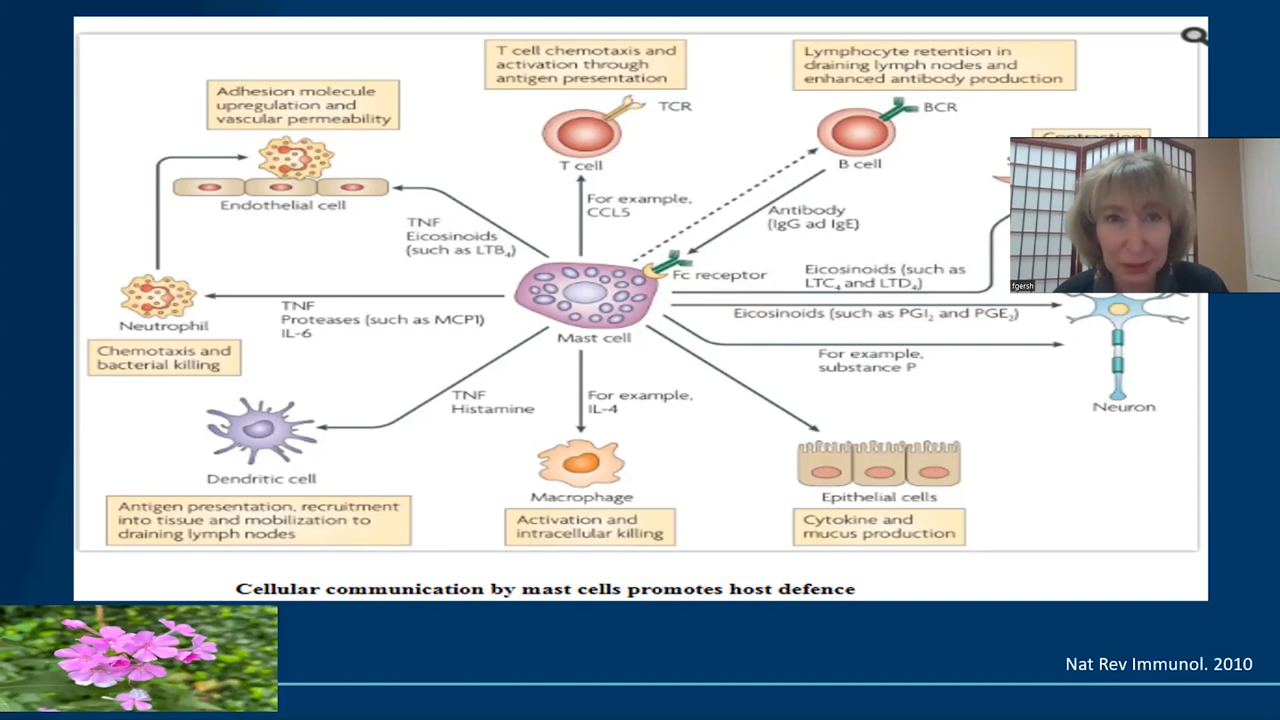 T cell chemotaxis and
activation through
antigen presentation
Lymphocyte retention in
draining lymph nodes and
enhanced antibody production
Adhesion molecule
upregulation and
vascular permeability
TCR
BCR
Contraction
T cell
B cell
Endothelial cell
For example,
CCL5
Antibody
(IgG ad IgE)
TNF
Eicosinoids
(such as LTB4)
Fc receptor
Eicosinoids (such as
LTC4 and LTD4)
fgersh
Neutrophil
TNF
Proteases (such as MCP1)
IL-6
Eicosinoids (such as PGI2 and PGE2)
Mast cell
Chemotaxis and
bacterial killing
For example,
substance P
TNF
Histamine
For example,
IL-4
Neuron
Dendritic cell
Macrophage
Epithelial cells
Antigen presentation, recruitment
into tissue and mobilization to
draining lymph nodes
Activation and
intracellular killing
Cytokine and
mucus production
Cellular communication by mast cells promotes host defence
Nat Rev Immunol. 2010